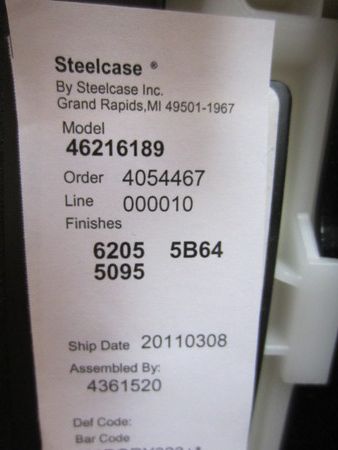 Steelcase ®
By Steelcase Inc.
Grand Rapids,MI 49501-1967
Model
46216189
Order 4054467
Line 000010
Finishes
6205 5B64
5095
Ship Date 20110308
Assembled By:
4361520
Def Code:
Bar Code